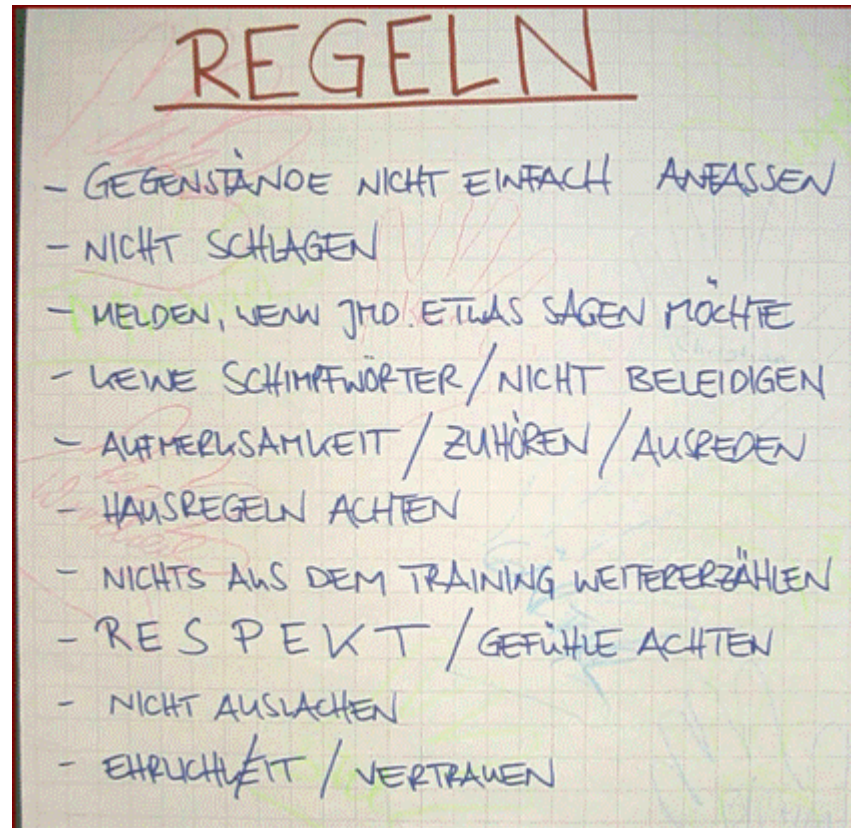 REGELN
- GEGENSTÄNDE NICHT EINFACH ANFASSEN
- NICHT SCHLAGEN
- MELDEN, WENN JMD. ETWAS SAGEN MÖCHTE
- KEINE SCHIMPFWÖRTER / NICHT BELEIDIGEN
- AUFMERKSAMKEIT / ZUHÖREN / AUSREDEN
- HAUSREGELN ACHTEN
- NICHTS AUS DEM TRAINING WEITERERZÄHLEN
- RESPEKT / GEFÜHLE ACHTEN
- NICHT AUSLACHEN
- EHRLICHKEIT / VERTRAUEN